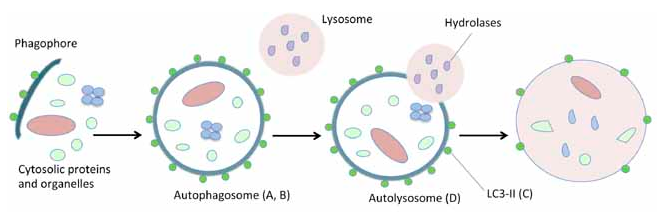 Phagophore
Lysosome
Hydrolases
Cytosolic proteins
and organelles
Autophagosome (A, B)
Autolysosome (D)
LC3-II (C)